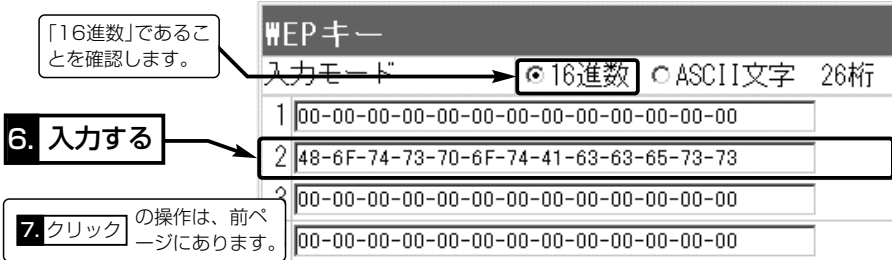 「16進数」であるこ
とを確認します。
WEPキー
入力モード 16進数 ASCII文字 26桁
1 00-00-00-00-00-00-00-00-00-00-00-00-00
6. 入力する
2 48-6F-74-73-70-6F-74-41-63-63-65-73-73
3 00-00-00-00-00-00-00-00-00-00-00-00-00
7. クリック の操作は、前ペ
ージにあります。
00-00-00-00-00-00-00-00-00-00-00-00-00